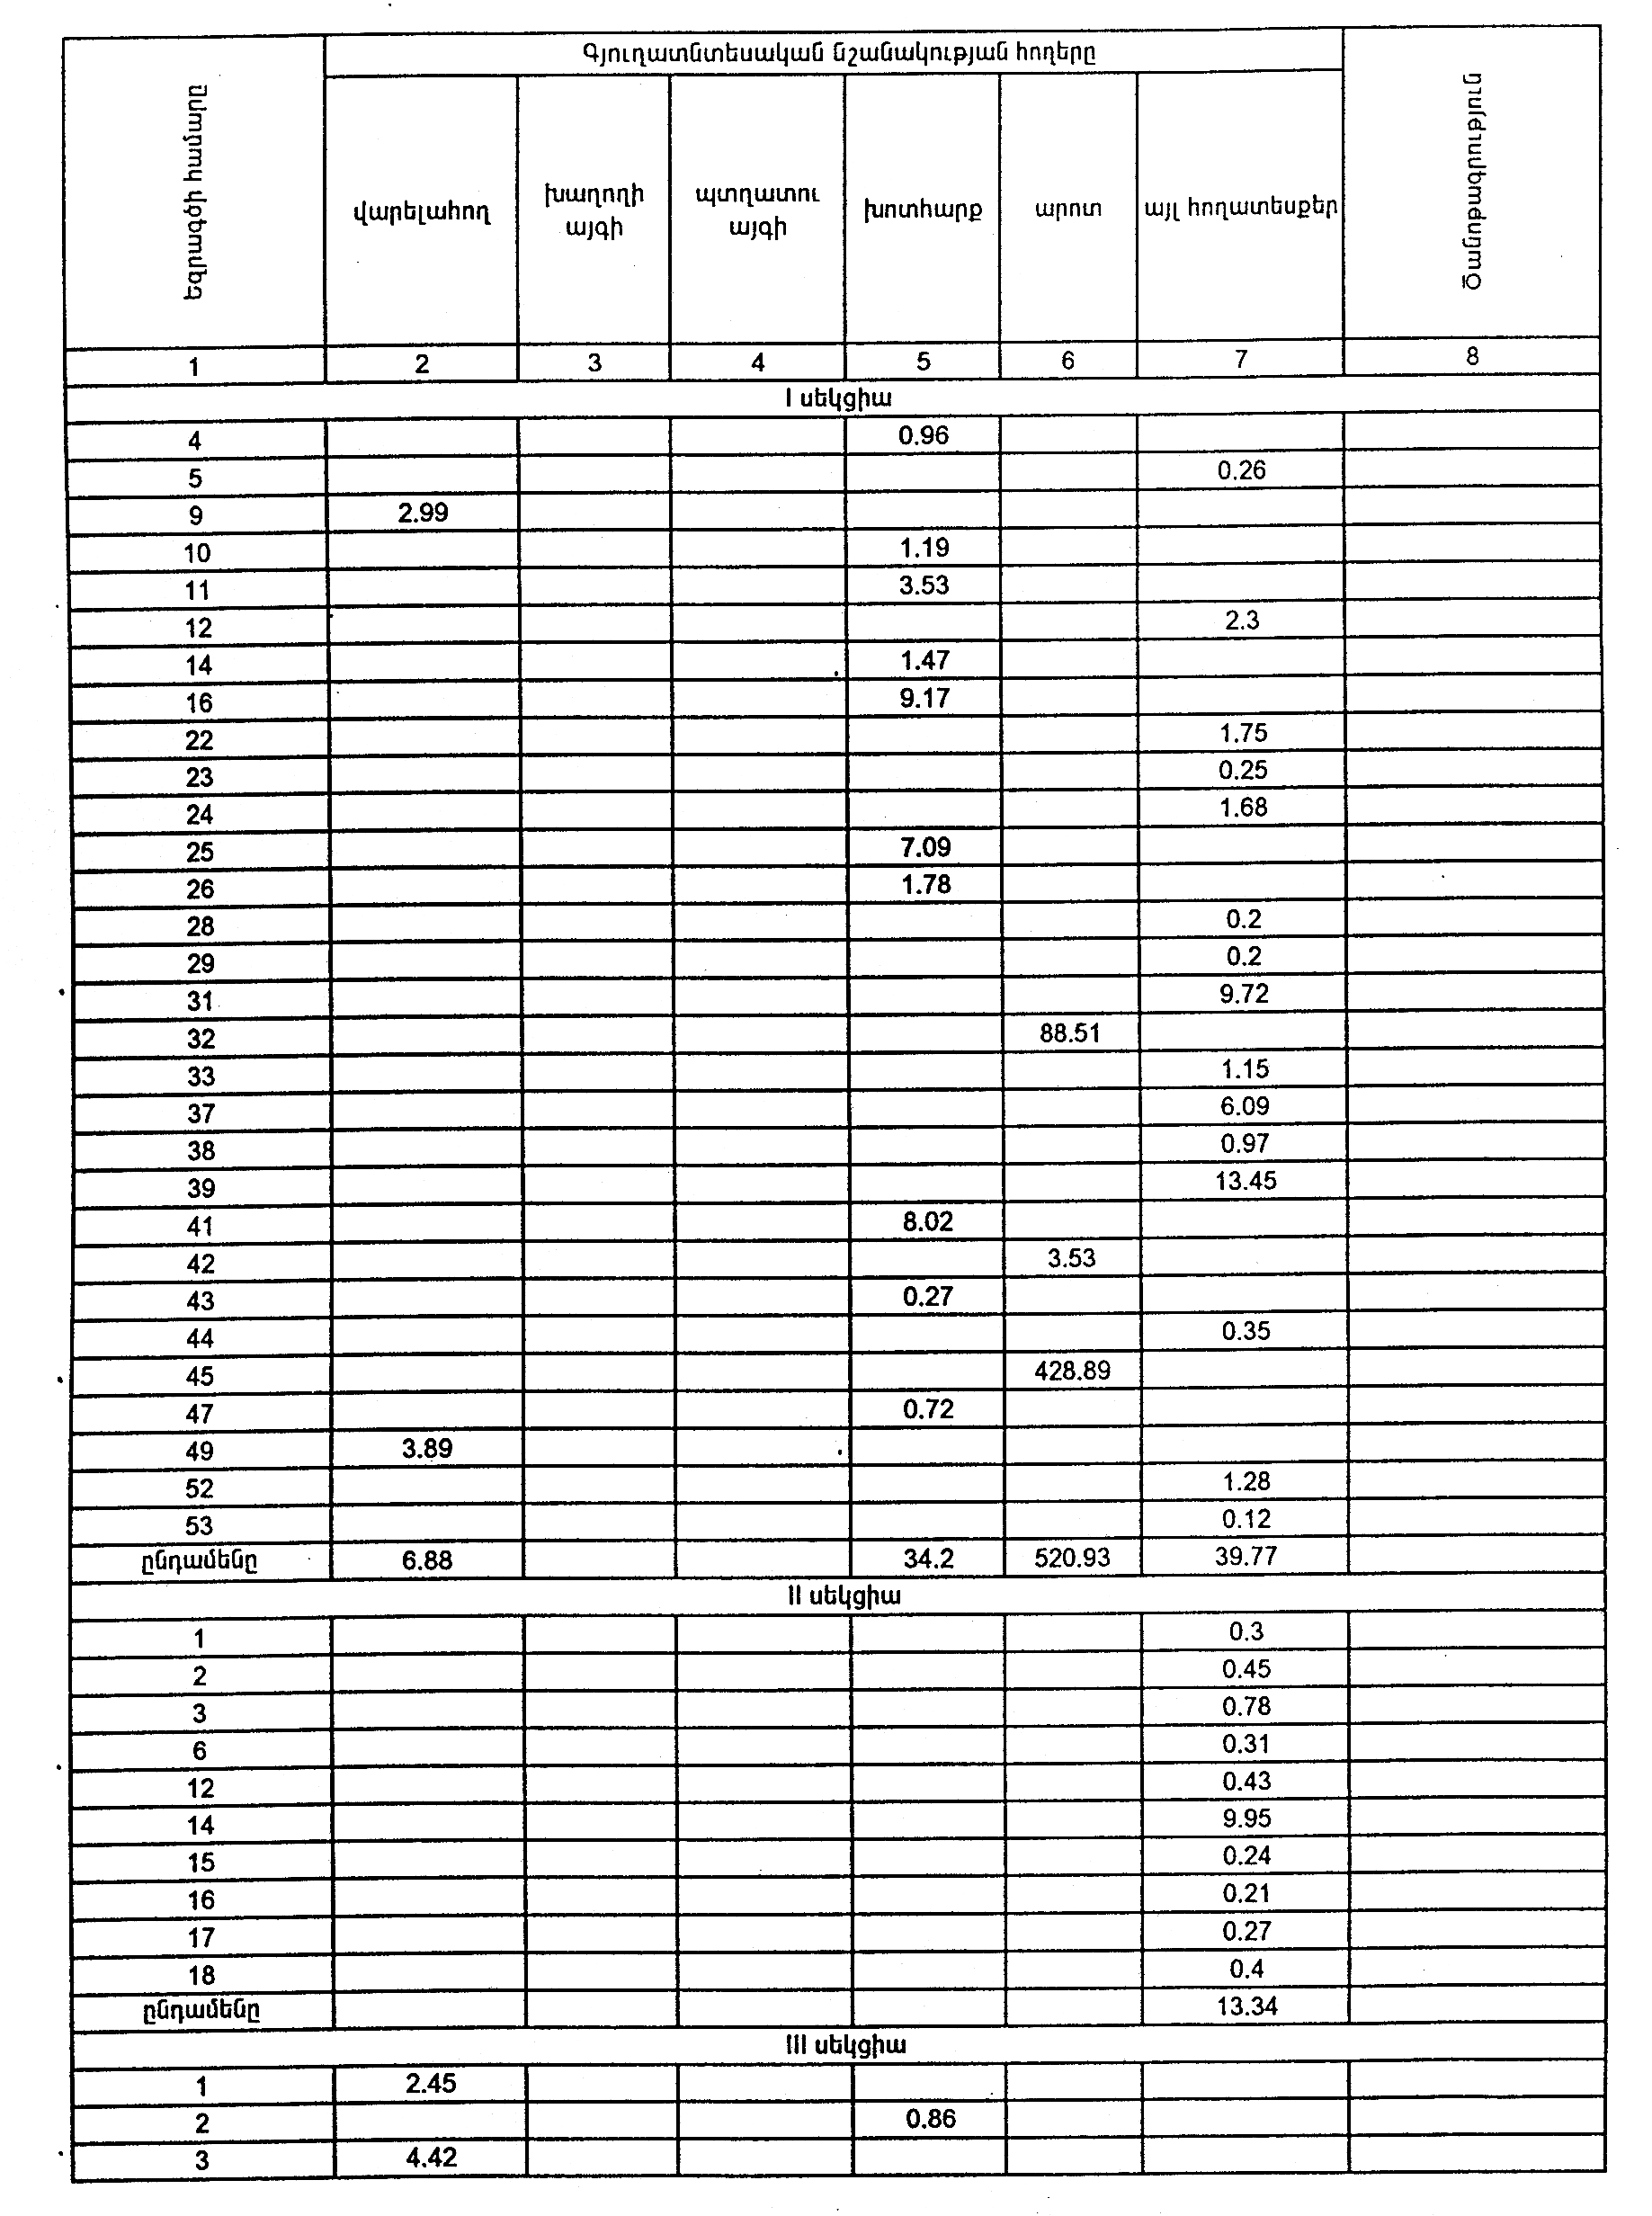 Գյուղատնտեսական նշանակության հողերը
Եզրագծի համարը
վարելահող
խաղողի
այգի
պտղատու
այգի
խոտհարք
արոտ
այլ հողատեսքեր
Ծանոթագրություն
1 2 3 4 5 6 7 8
I սեկցիա
4 0.96
5 0.26
9 2.99
10 1.19
11 3.53
12 2.3
14 1.47
16 9.17
22 1.75
23 0.25
24 1.68
25 7.09
26 1.78
28 0.2
29 0.2
31 9.72
32 88.51
33 1.15
37 6.09
38 0.97
39 13.45
41 8.02
42 3.53
43 0.27
44 0.35
45 428.89
47 0.72
49 3.89
52 1.28
53 0.12
ընդամենը 6.88 34.2 520.93 39.77
II սեկցիա
1 0.3
2 0.45
3 0.78
6 0.31
12 0.43
14 9.95
15 0.24
16 0.21
17 0.27
18 0.4
ընդամենը 13.34
III սեկցիա
1 2.45
2 0.86
3 4.42